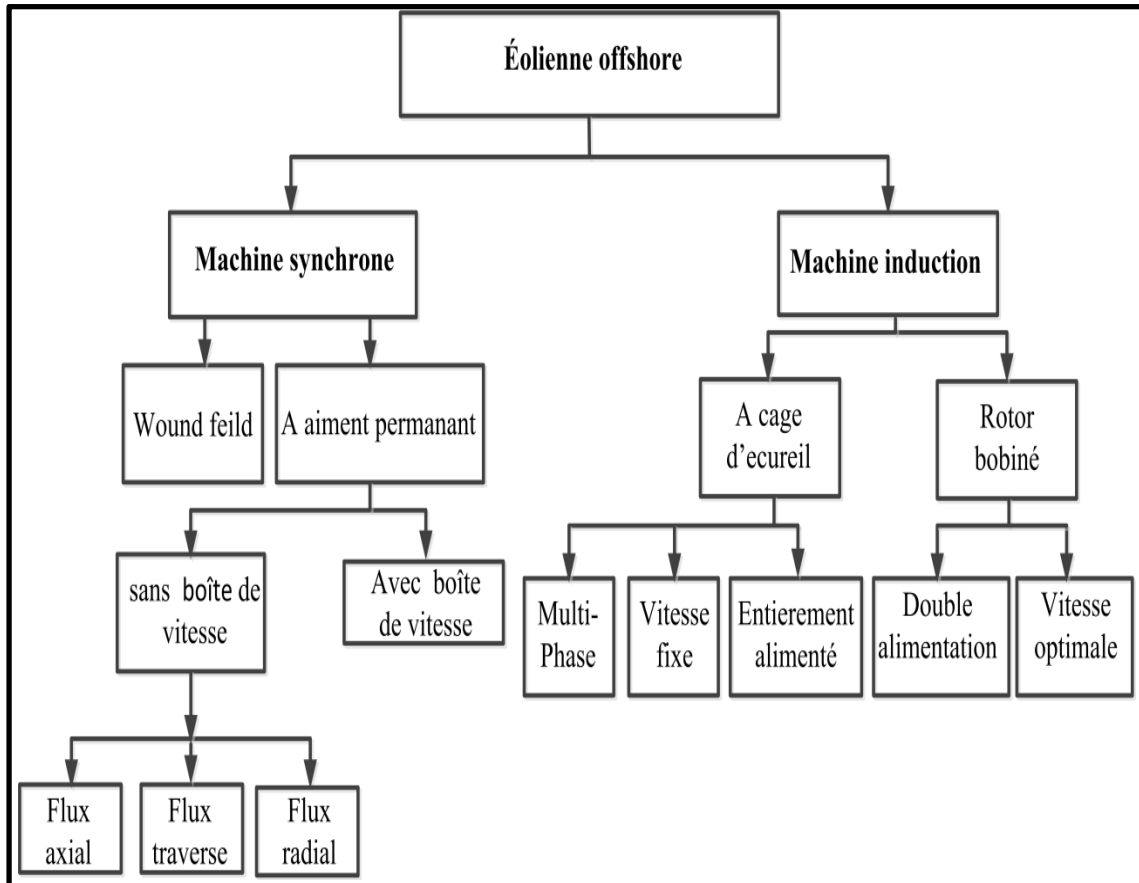 Éolienne offshore
Machine synchrone
Machine induction
Wound feild
A aiment permanant
A cage
d'ecureil
Rotor
bobiné
sans boîte de
vitesse
Avec boîte
de vitesse
Multi-
Phase
Vitesse
fixe
Entierement
alimenté
Double
alimentation
Vitesse
optimale
Flux
axial
Flux
traverse
Flux
radial